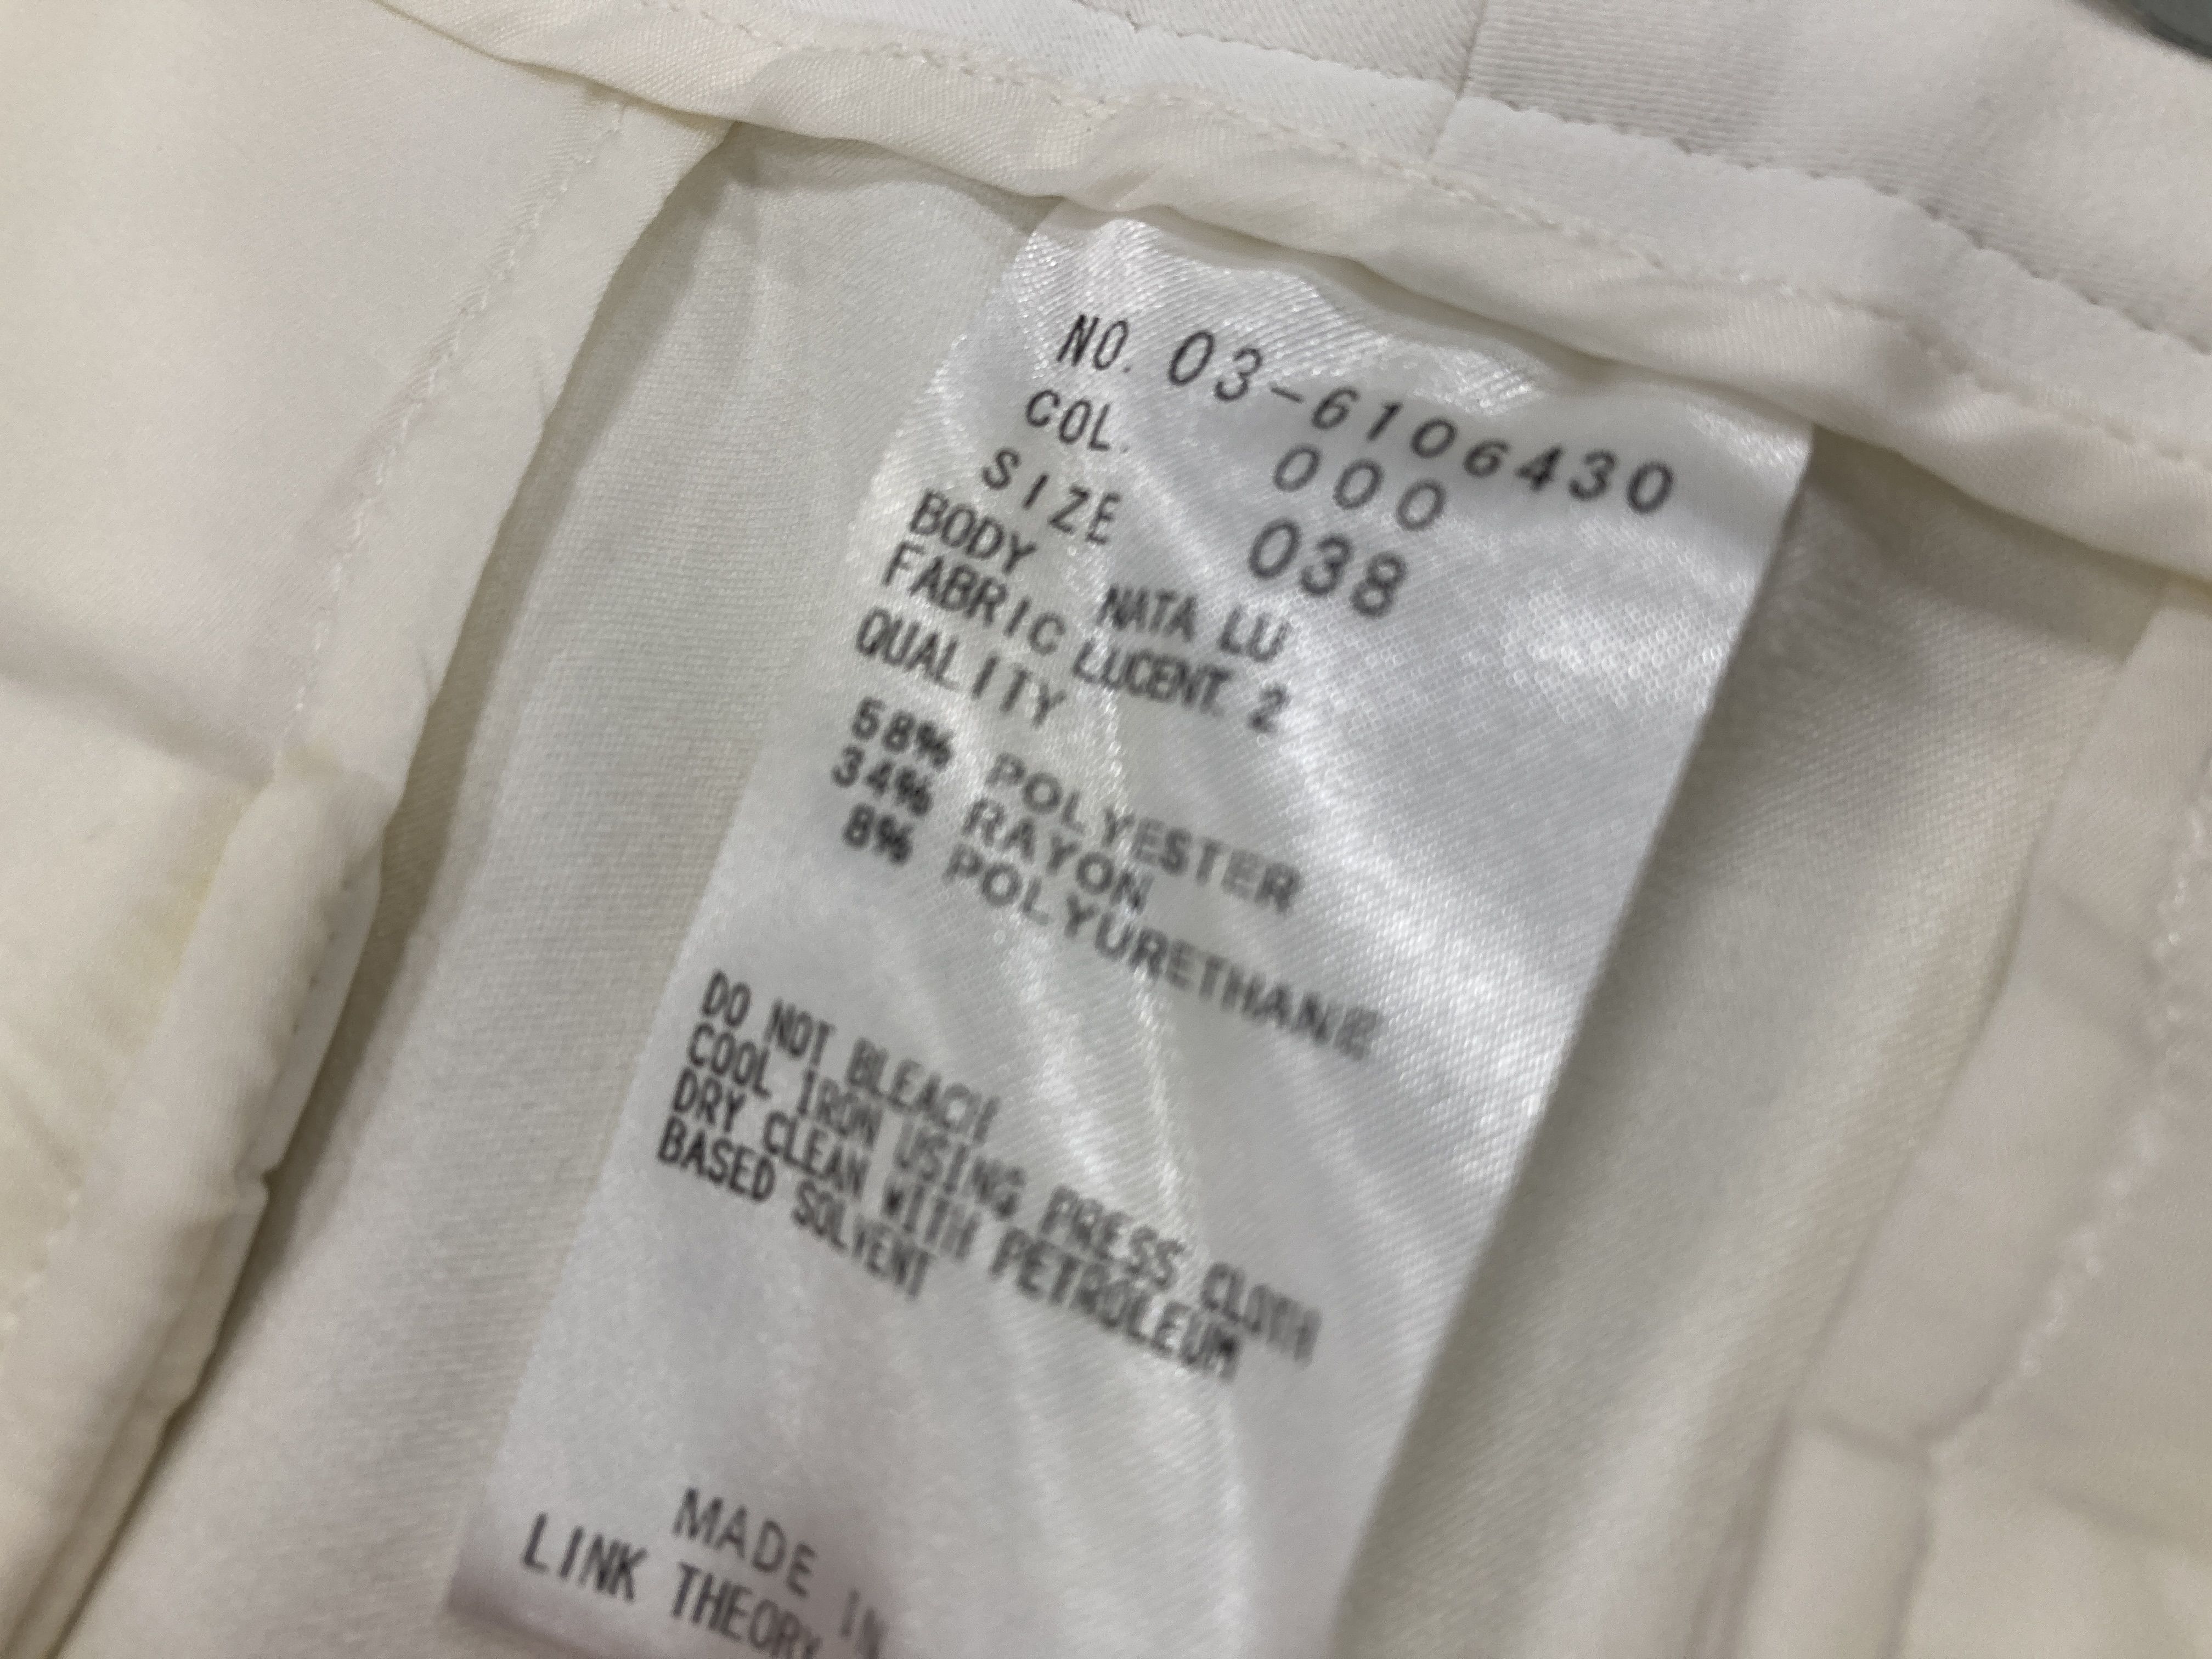 NO. 03-6106430
COL. 000
SIZE 038
BODY NATA LU
FABRIC LUCENT. 2
QUALITY
58% POLYESTER
34% RAYON
8% POLYURETHANE
DO NOT BLEACH
COOL IRON USING PRESS CLOTH
DRY CLEAN WITH PETROLEUM
BASED SOLVENT
MADE IN
LINK THEORY